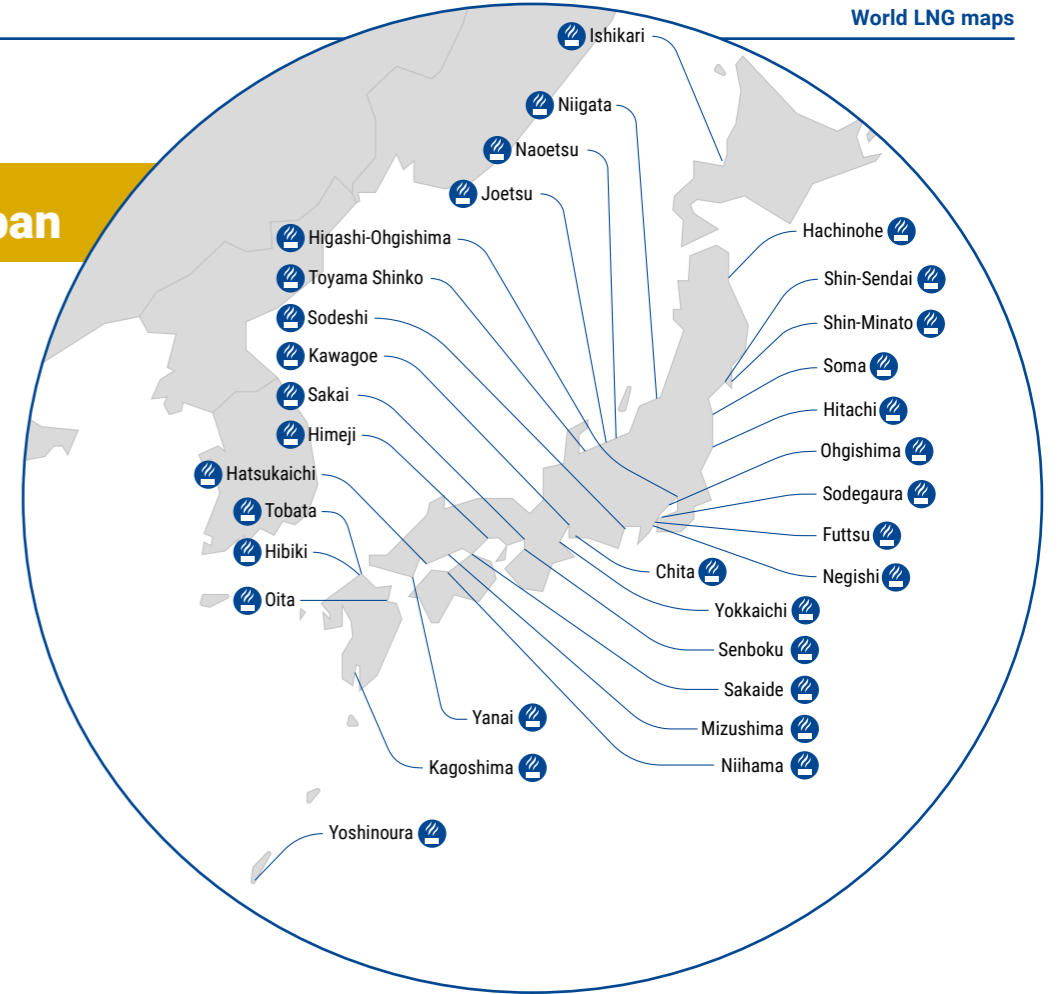 World LNG maps
pan
Ishikari
Niigata
Naoetsu
Joetsu
Higashi-Ohgishima
Toyama Shinko
Sodeshi
Kawagoe
Sakai
Himeji
Hatsukaichi
Tobata
Hibiki
Oita
Hachinohe
Shin-Sendai
Shin-Minato
Soma
Hitachi
Ohgishima
Sodegaura
Futtsu
Negishi
Chita
Yokkaichi
Senboku
Sakaide
Mizushima
Niihama
Yanai
Kagoshima
Yoshinoura